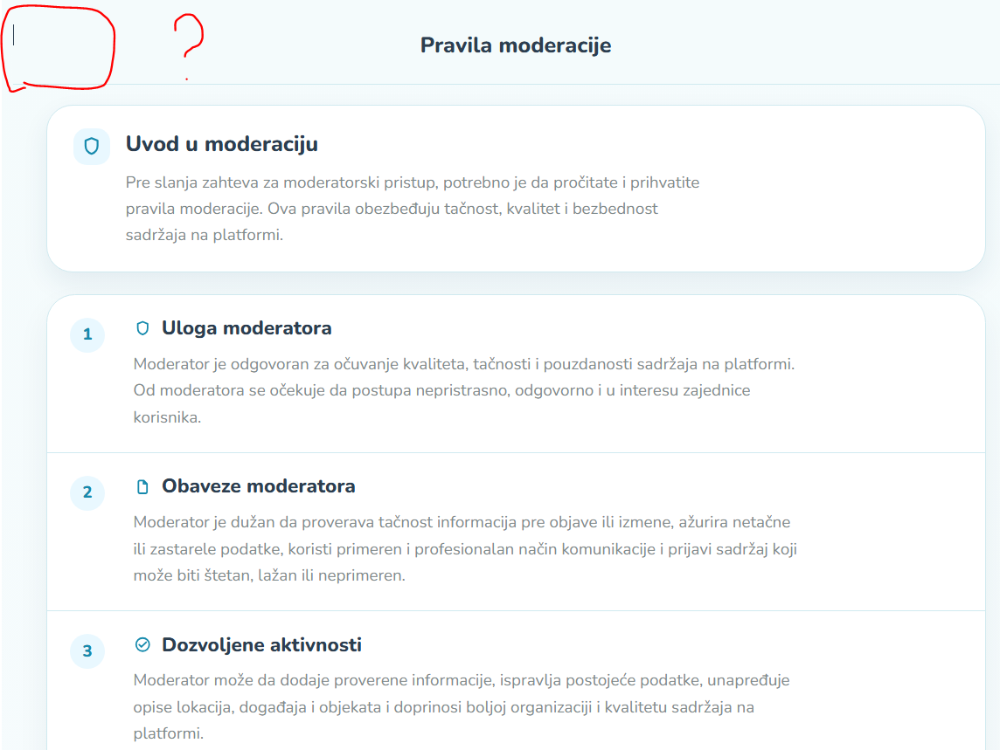 ?
Pravila moderacije
Uvod u moderaciju
Pre slanja zahteva za moderatorski pristup, potrebno je da pročitate i prihvatite
pravila moderacije. Ova pravila obezbeđuju tačnost, kvalitet i bezbednost
sadržaja na platformi.
1
Uloga moderatora
Moderator je odgovoran za očuvanje kvaliteta, tačnosti i pouzdanosti sadržaja na platformi.
Od moderatora se očekuje da postupa nepristrasno, odgovorno i u interesu zajednice
korisnika.
2
Obaveze moderatora
Moderator je dužan da proverava tačnost informacija pre objave ili izmene, ažurira netačne
ili zastarele podatke, koristi primeren i profesionalan način komunikacije i prijavi sadržaj koji
može biti štetan, lažan ili neprimeren.
3
Dozvoljene aktivnosti
Moderator može da dodaje proverene informacije, ispravlja postojeće podatke, unapređuje
opise lokacija, događaja i objekata i doprinosi boljoj organizaciji i kvalitetu sadržaja na
platformi.